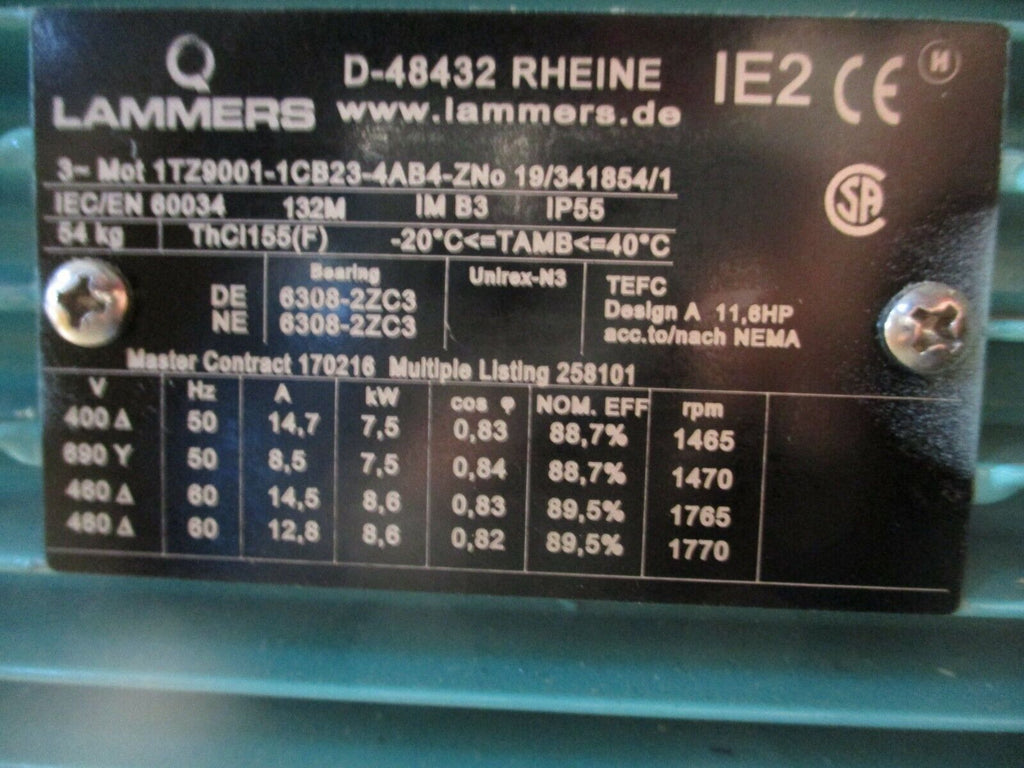 LAMMERS
D-48432 RHEINE
www.lammers.de
IE2 CE
3~ Mot 1TZ9001-1CB23-4AB4-ZNo 19/341854/1
IEC/EN 60034 132M IM B3 IP55
54 kg ThCl155(F) -20°C<=TAMB<=40°C
CSA
Bearing Unirex-N3 TEFC
DE 6308-2ZC3 Design A 11,6HP
NE 6308-2ZC3 acc.to/nach NEMA
Master Contract 170216 Multiple Listing 258101
V Hz A kW cos φ NOM. EFF rpm
400 Δ 50 14,7 7,5 0,83 88,7% 1465
690 Y 50 8,5 7,5 0,84 88,7% 1470
460 Δ 60 14,5 8,6 0,83 89,5% 1765
460 Δ 60 12,8 8,6 0,82 89,5% 1770